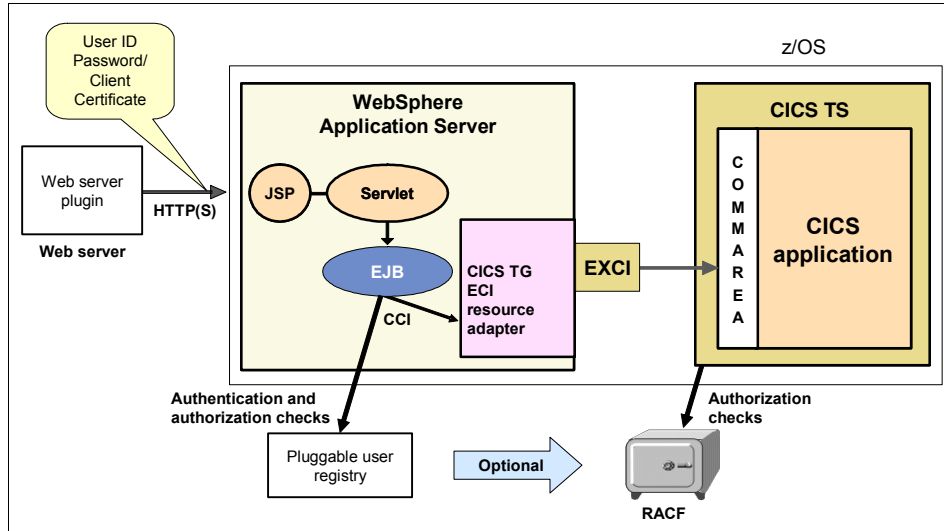 User ID
Password/
Client
Certificate
z/OS
WebSphere
Application Server
CICS TS
Web server
plugin
HTTP(S)
Web server
JSP
Servlet
EJB
CCI
CICS TG
ECI
resource
adapter
EXCI
COMMAREA
CICS
application
Authentication and
authorization checks
Authorization
checks
Pluggable user
registry
Optional
RACF